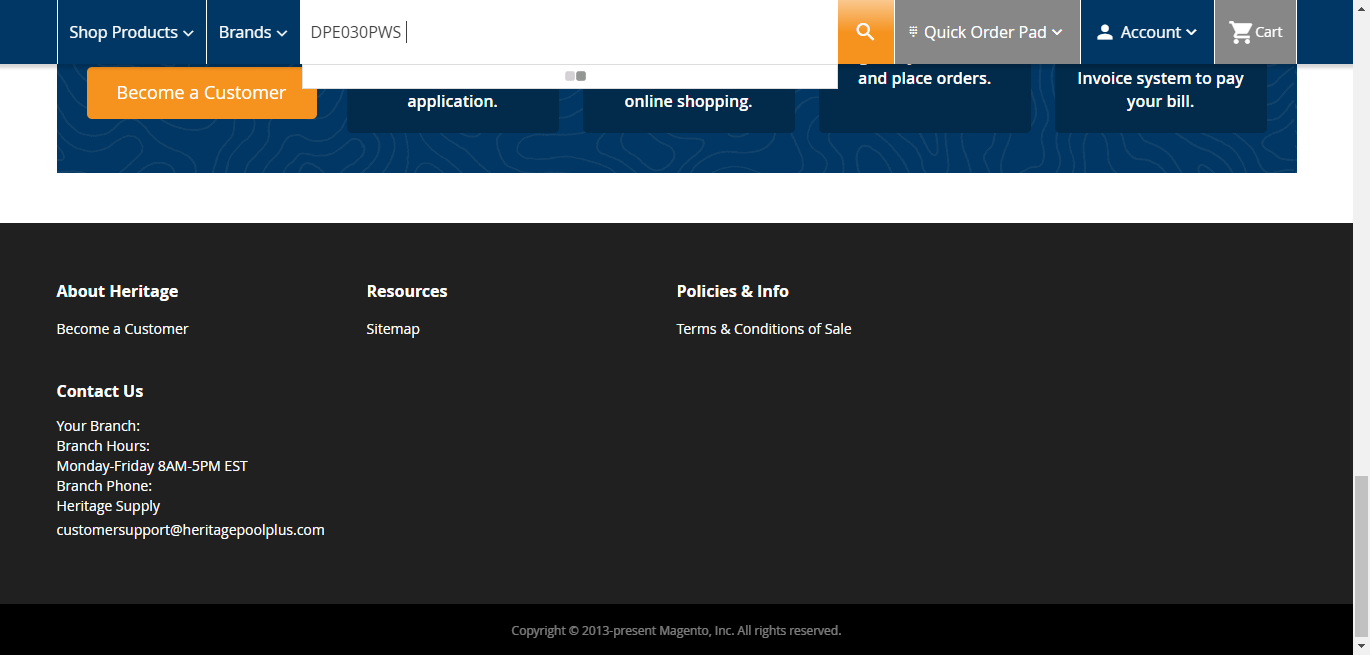 Shop Products
Brands
DPE030PWS
Quick Order Pad
Account
Cart
Become a Customer
application.
online shopping.
and place orders.
Invoice system to pay
your bill.
About Heritage
Resources
Policies & Info
Become a Customer
Sitemap
Terms & Conditions of Sale
Contact Us
Your Branch:
Branch Hours:
Monday-Friday 8AM-5PM EST
Branch Phone:
Heritage Supply
customersupport@heritagepoolplus.com
Copyright © 2013-present Magento, Inc. All rights reserved.